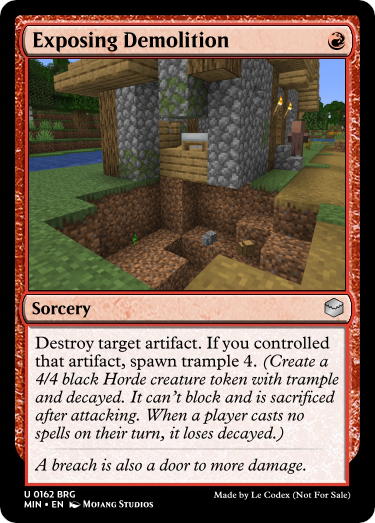 Exposing Demolition
Sorcery
Destroy target artifact. If you controlled
that artifact, spawn trample 4. (Create a
4/4 black Horde creature token with trample
and decayed. It can't block and is sacrificed
after attacking. When a player casts no
spells on their turn, it loses decayed.)
A breach is also a door to more damage.
U 0162 BRG
MIN • EN Mojang Studios
Made by Le Codex (Not For Sale)